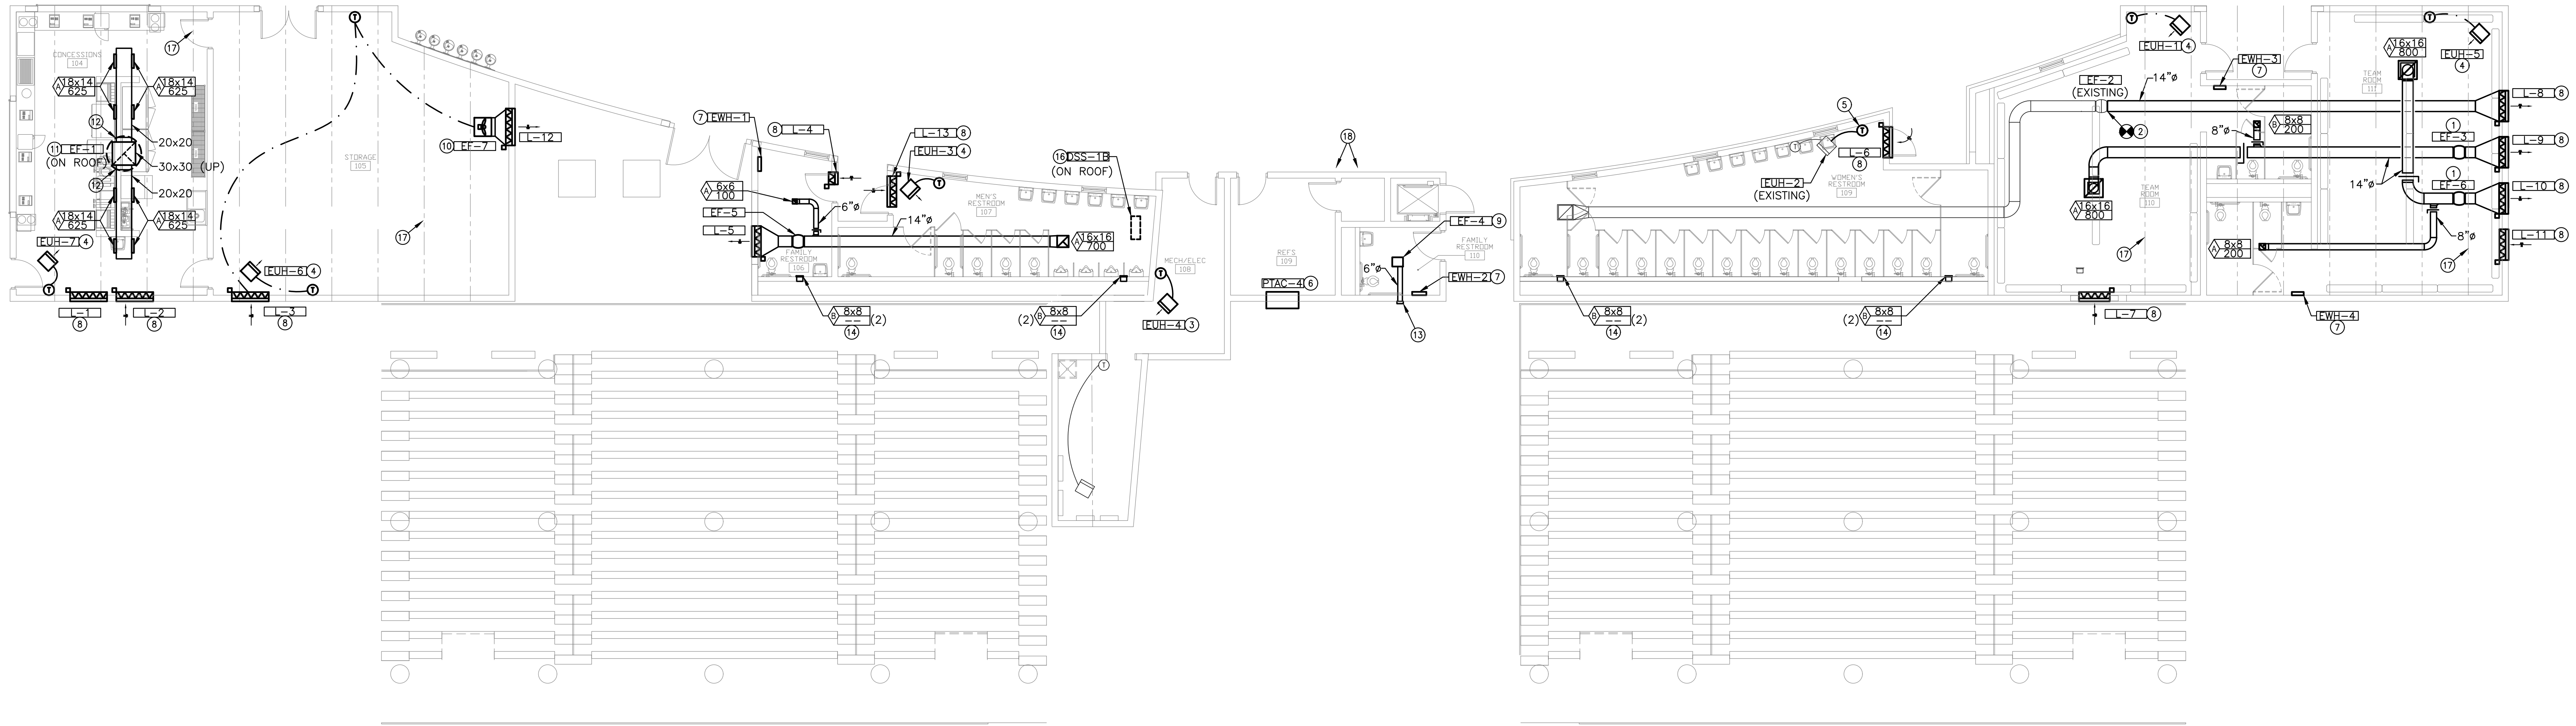 CONCESSIONS
104
17
A 18x14
625
A 18x14
625
12
11 EF-1
(ON ROOF)
20x20
30x30 (UP)
12
20x20
A 18x14
625
A 18x14
625
EUH-7 4
EUH-6 4
L-1
8
L-2
8
L-3
8
T
T
T
STORAGE
105
17
10 EF-7
L-12
7 EWH-1
8 L-4
L-13 8
EUH-3 4
T
A 6x6
100
6"ø
EF-5
L-5
14"ø
MEN'S
RESTROOM
107
16 DSS-1B
(ON ROOF)
A 16x16
700
FAMILY
RESTROOM
106
B 8x8
--
(2)
14
(2)
B 8x8
--
14
MECH/ELEC
108
T
EUH-4 3
T
18
REFS
109
PTAC-4 6
EF-4 9
6"ø
FAMILY
RESTROOM
110
EWH-2 7
13
5
T
T
EUH-2
(EXISTING)
L-6
8
WOMEN'S
RESTROOM
109
B 8x8
--
(2)
14
(2)
B 8x8
--
14
T
EUH-1 4
EF-2
(EXISTING)
14"ø
2
A 16x16
800
TEAM
ROOM
110
17
L-7 8
EWH-3
7
8"ø
B 8x8
200
A 8x8
200
EWH-4
7
A 16x16
800
TEAM
ROOM
111
T
EUH-5
4
14"ø
1
EF-3
1
EF-6
8"ø
17
L-8 8
L-9 8
L-10 8
L-11 8